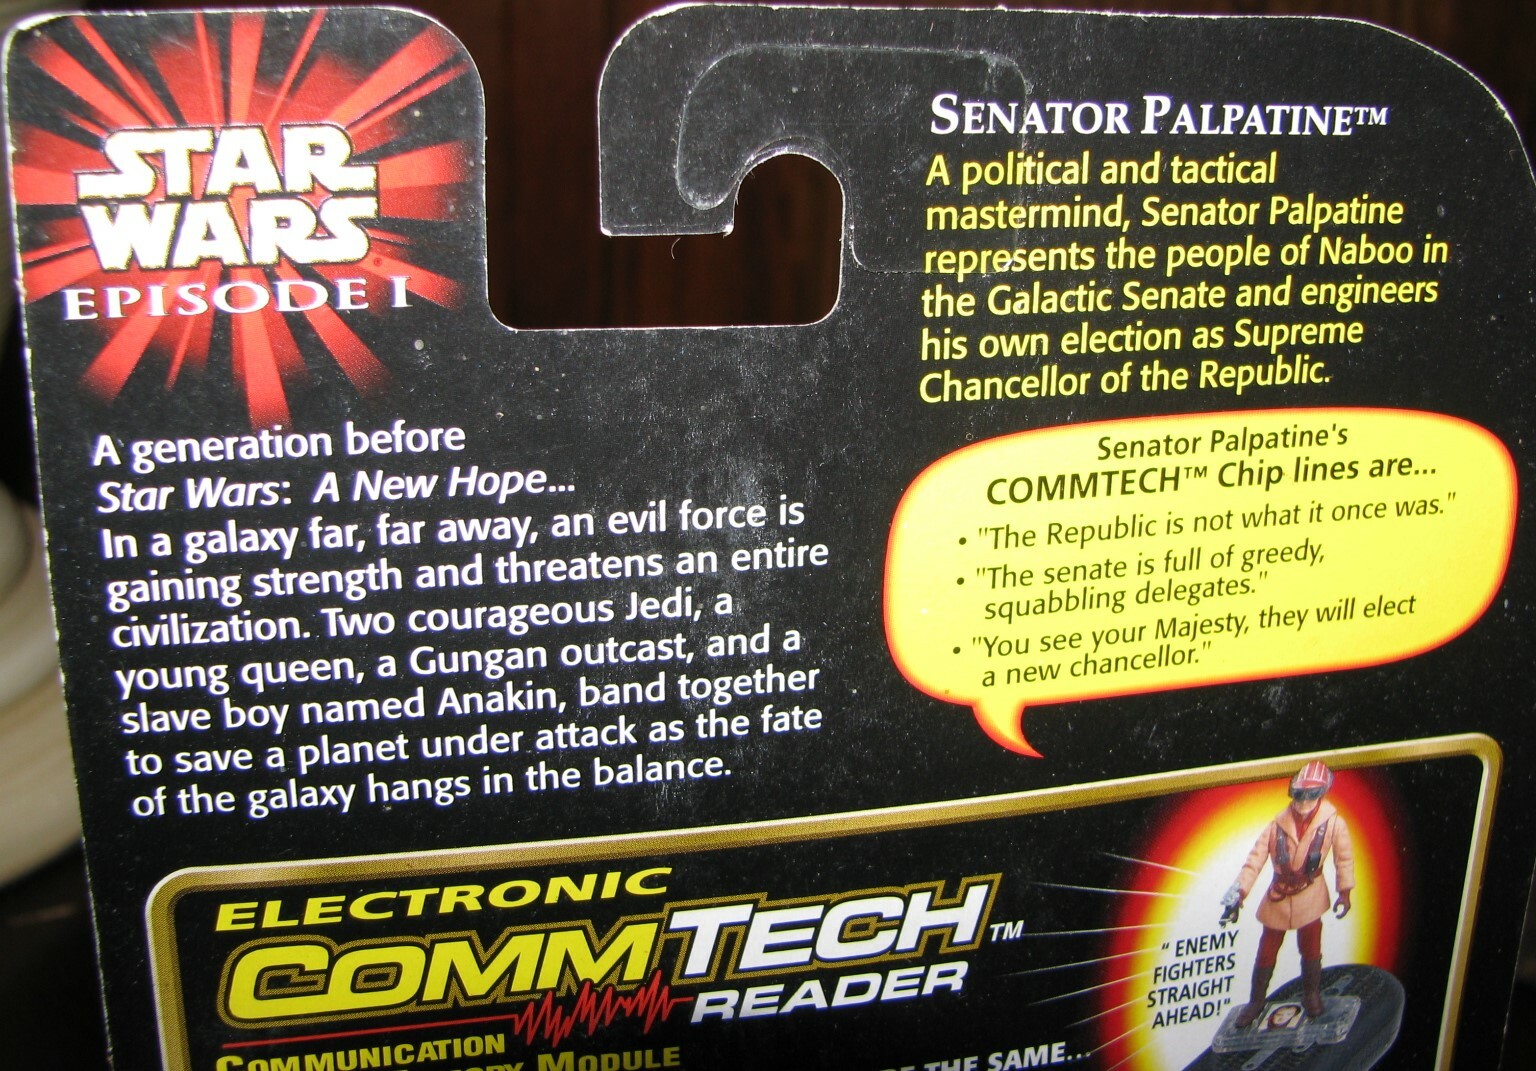 STAR
WARS
EPISODE I
A generation before
Star Wars: A New Hope...
In a galaxy far, far away, an evil force is
gaining strength and threatens an entire
civilization. Two courageous Jedi, a
young queen, a Gungan outcast, and a
slave boy named Anakin, band together
to save a planet under attack as the fate
of the galaxy hangs in the balance.
SENATOR PALPATINE™
A political and tactical
mastermind, Senator Palpatine
represents the people of Naboo in
the Galactic Senate and engineers
his own election as Supreme
Chancellor of the Republic.
Senator Palpatine's
COMMTECH™ Chip lines are...
• "The Republic is not what it once was."
• "The senate is full of greedy,
squabbling delegates."
• "You see your Majesty, they will elect
a new chancellor."
ELECTRONIC
COMMTECH™
READER
COMMUNICATION
MODULE
THE SAME...
" ENEMY
FIGHTERS
STRAIGHT
AHEAD!"